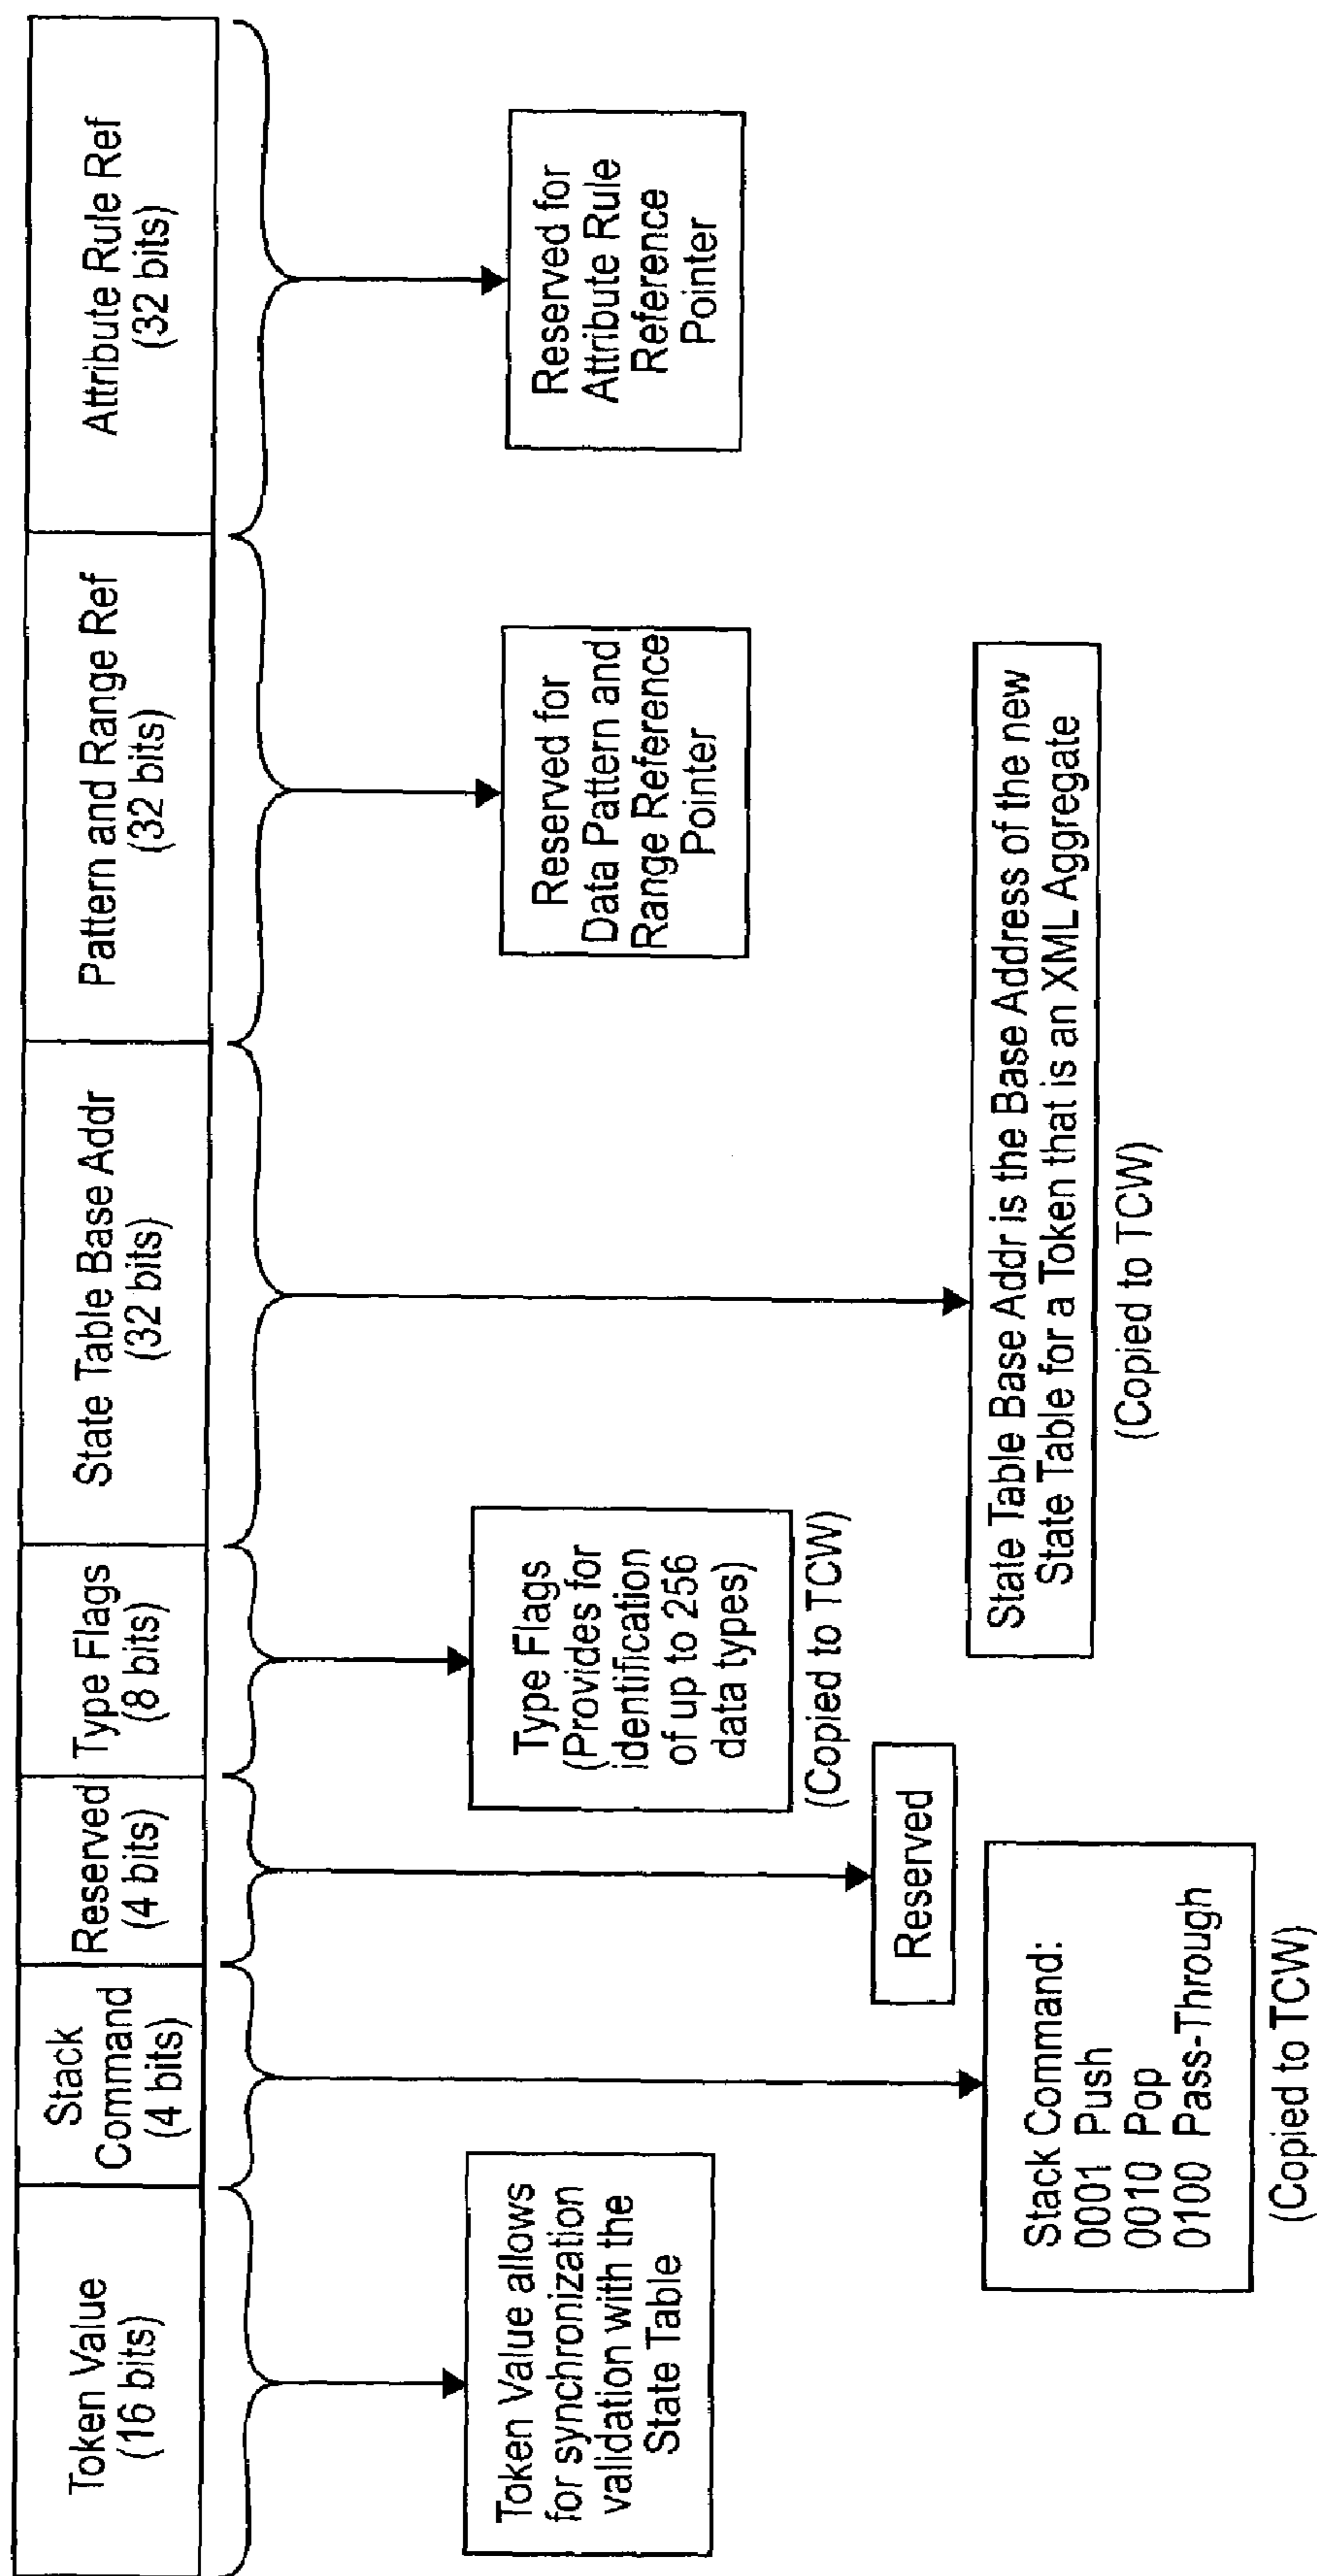 Token Value
(16 bits)
Stack
Command
(4 bits)
Reserved
(4 bits)
Type Flags
(8 bits)
State Table Base Addr
(32 bits)
Pattern and Range Ref
(32 bits)
Attribute Rule Ref
(32 bits)
Token Value allows
for synchronization
validation with the
State Table
Type Flags
(Provides for
identification
of up to 256
data types)
(Copied to TCW)
Reserved for
Data Pattern and
Range Reference
Pointer
Reserved for
Attribute Rule
Reference
Pointer
Reserved
Stack Command:
0001 Push
0010 Pop
0100 Pass-Through
(Copied to TCW)
State Table Base Addr is the Base Address of the new
State Table for a Token that is an XML Aggregate
(Copied to TCW)